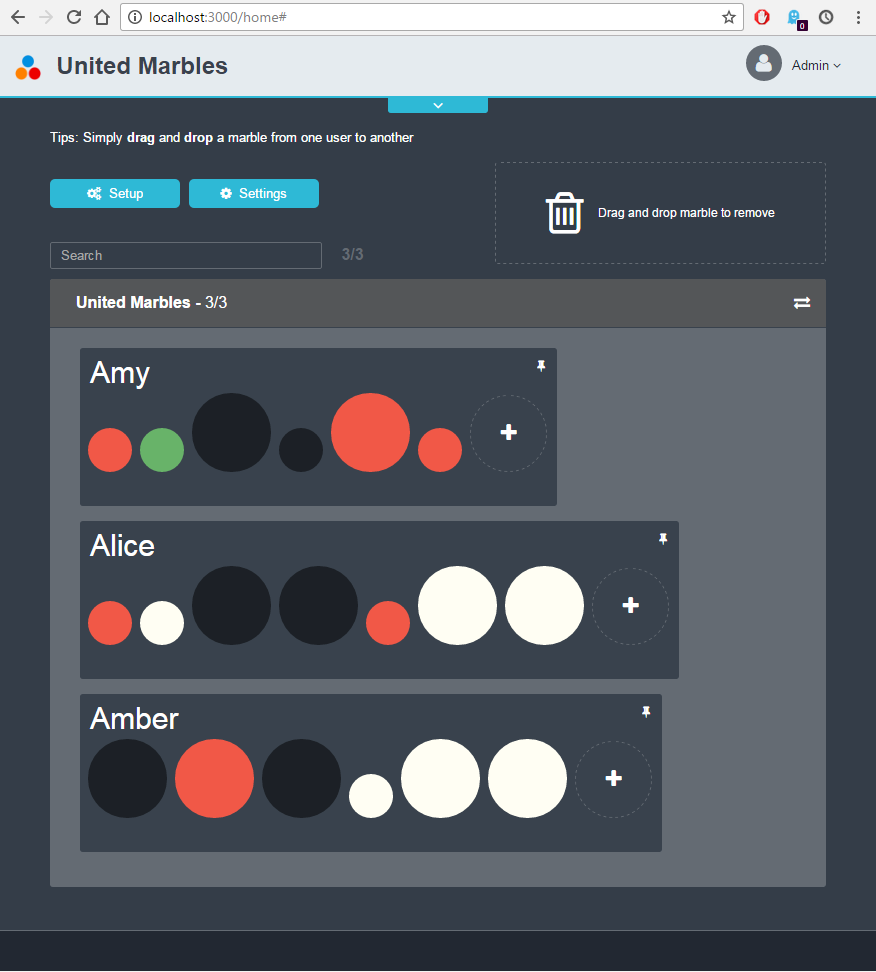 localhost:3000/home#
0
United Marbles
Admin
Tips: Simply drag and drop a marble from one user to another
Setup
Settings
Drag and drop marble to remove
Search
3/3
United Marbles - 3/3
Amy
Alice
Amber